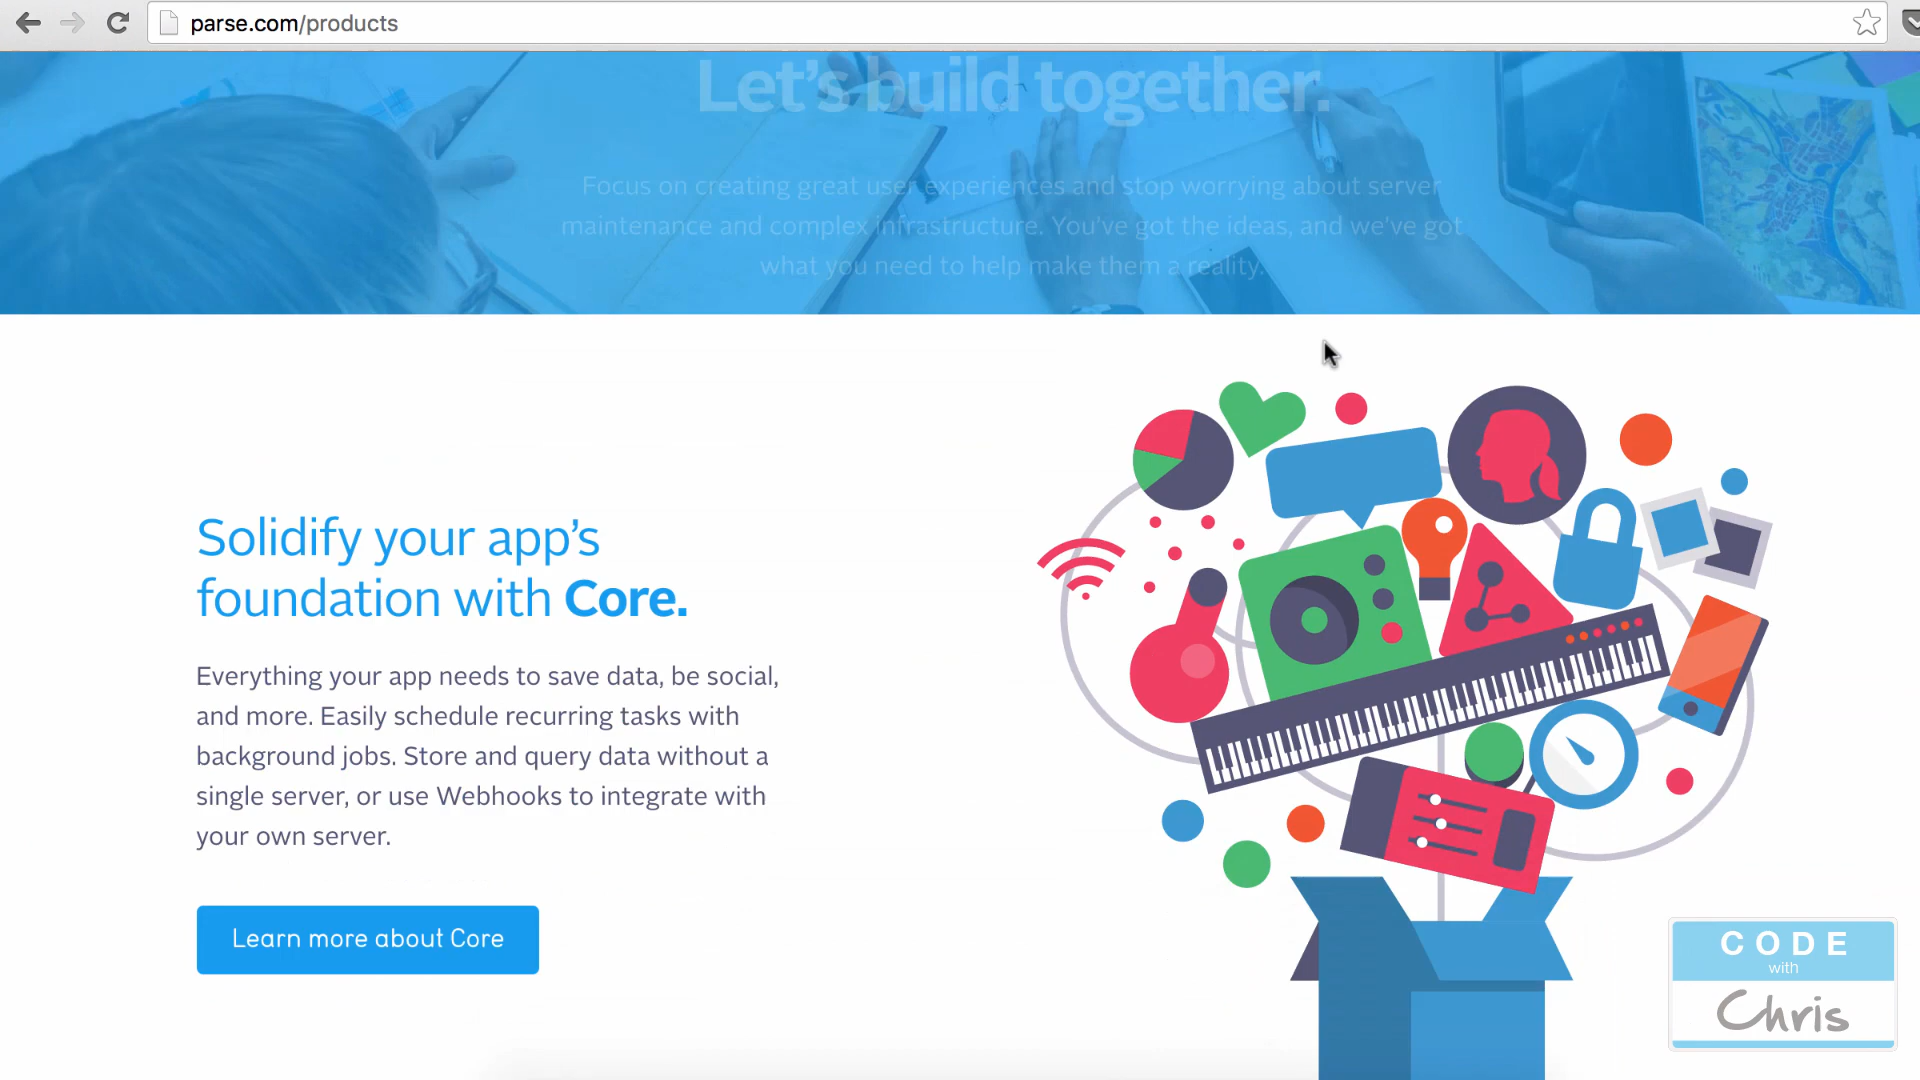 parse.com/products
Let's build together.
Focus on creating great user experiences and stop worrying about server
maintenance and complex infrastructure. You've got the ideas, and we've got
what you need to help make them a reality.
Solidify your app's
foundation with Core.
Everything your app needs to save data, be social,
and more. Easily schedule recurring tasks with
background jobs. Store and query data without a
single server, or use Webhooks to integrate with
your own server.
Learn more about Core
CODE
with
Chris